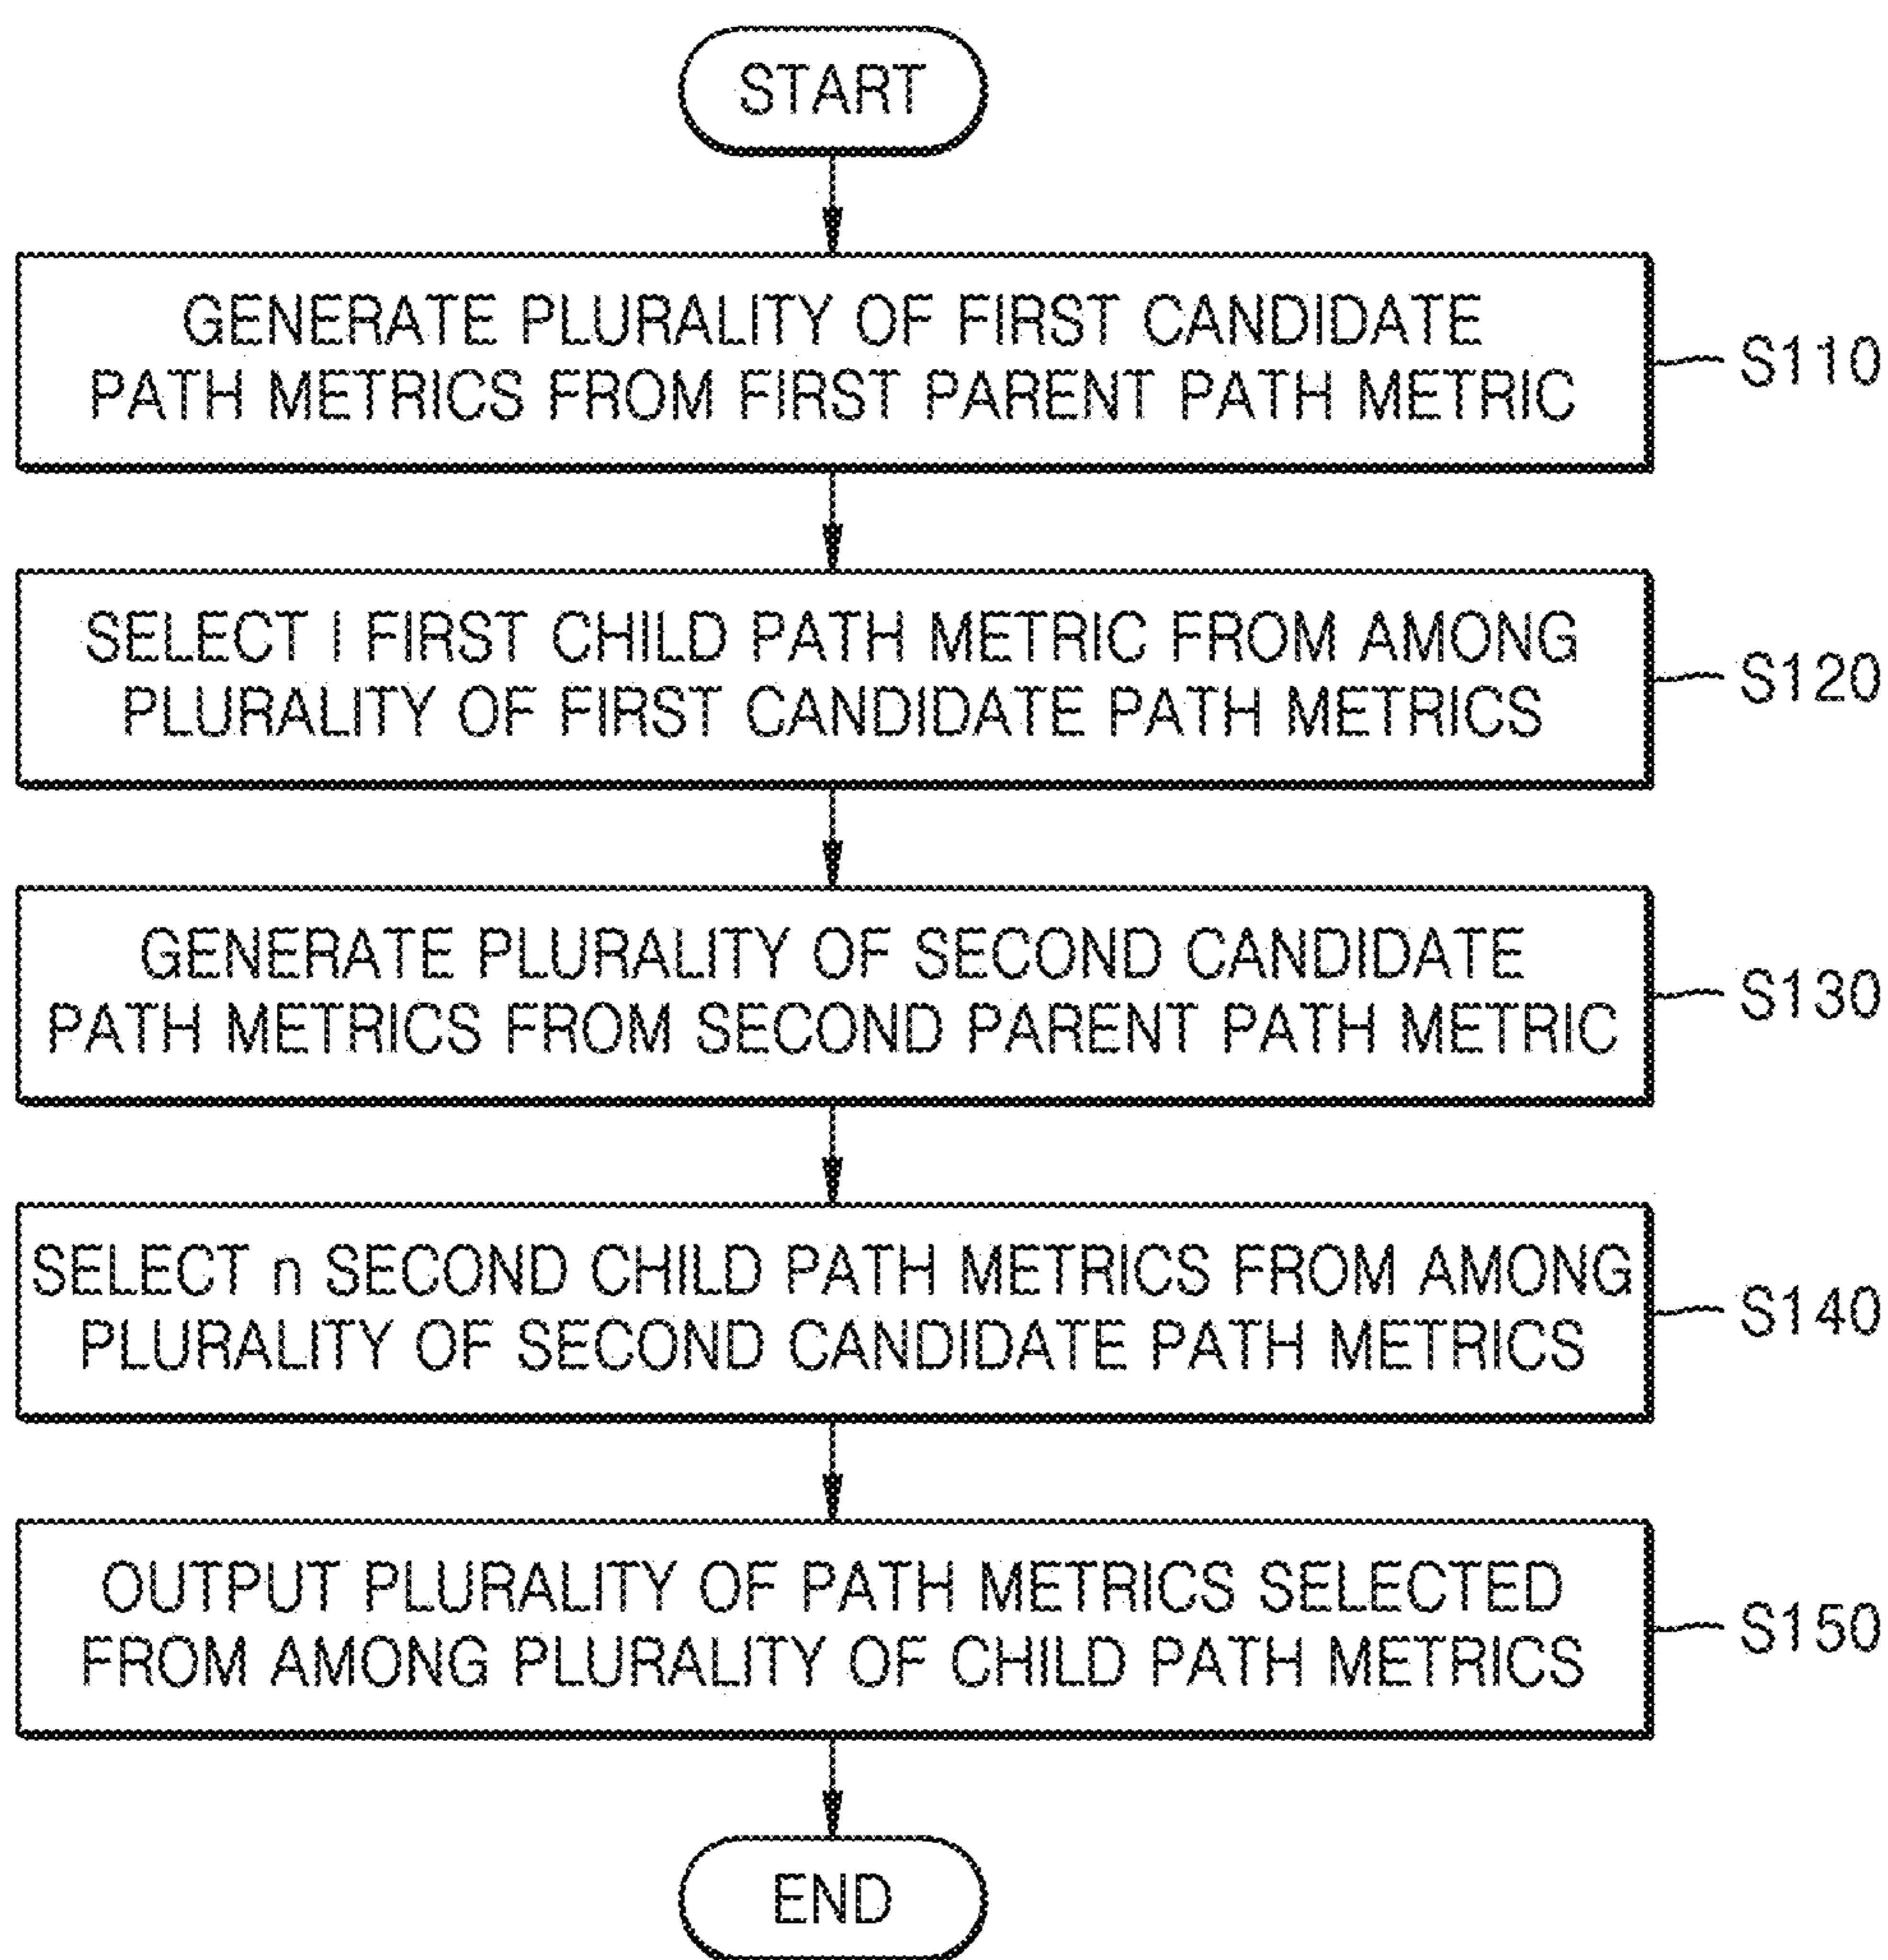 START
GENERATE PLURALITY OF FIRST CANDIDATE
PATH METRICS FROM FIRST PARENT PATH METRIC
S110
SELECT l FIRST CHILD PATH METRIC FROM AMONG
PLURALITY OF FIRST CANDIDATE PATH METRICS
S120
GENERATE PLURALITY OF SECOND CANDIDATE
PATH METRICS FROM SECOND PARENT PATH METRIC
S130
SELECT n SECOND CHILD PATH METRICS FROM AMONG
PLURALITY OF SECOND CANDIDATE PATH METRICS
S140
OUTPUT PLURALITY OF PATH METRICS SELECTED
FROM AMONG PLURALITY OF CHILD PATH METRICS
S150
END